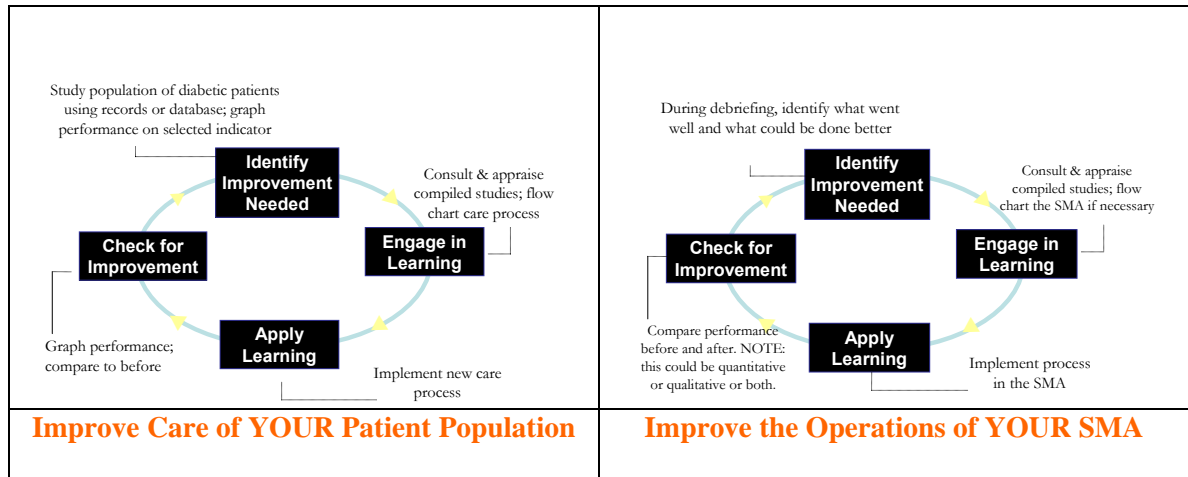 Study population of diabetic patients
using records or database; graph
performance on selected indicator
Identify
Improvement
Needed
Consult & appraise
compiled studies; flow
chart care process
Engage in
Learning
Check for
Improvement
Apply
Learning
Graph performance;
compare to before
Implement new care
process
Improve Care of YOUR Patient Population
During debriefing, identify what went
well and what could be done better
Identify
Improvement
Needed
Consult & appraise
compiled studies; flow
chart the SMA if necessary
Engage in
Learning
Check for
Improvement
Apply
Learning
Compare performance
before and after. NOTE:
this could be quantitative
or qualitative or both.
Implement process
in the SMA
Improve the Operations of YOUR SMA